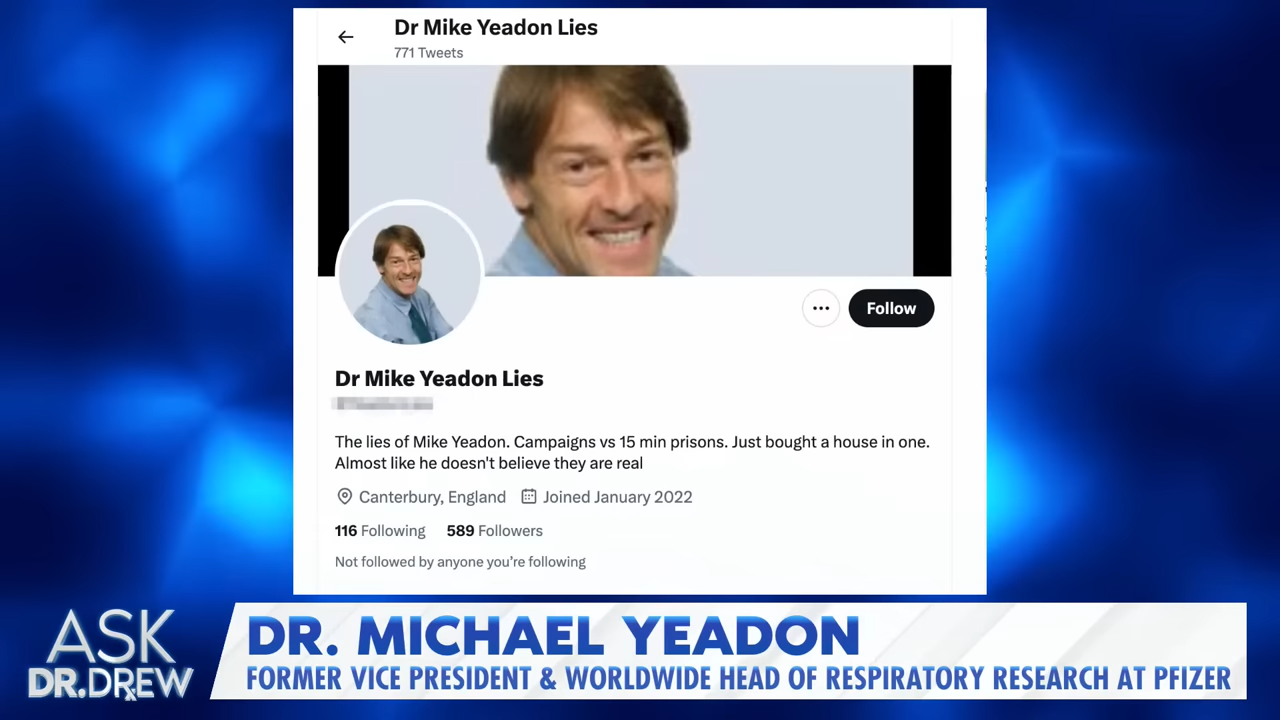 Dr Mike Yeadon Lies
771 Tweets
Follow
Dr Mike Yeadon Lies
The lies of Mike Yeadon. Campaigns vs 15 min prisons. Just bought a house in one.
Almost like he doesn't believe they are real
Canterbury, England Joined January 2022
116 Following 589 Followers
Not followed by anyone you're following
ASK
DR. DREW
DR. MICHAEL YEADON
FORMER VICE PRESIDENT & WORLDWIDE HEAD OF RESPIRATORY RESEARCH AT PFIZER